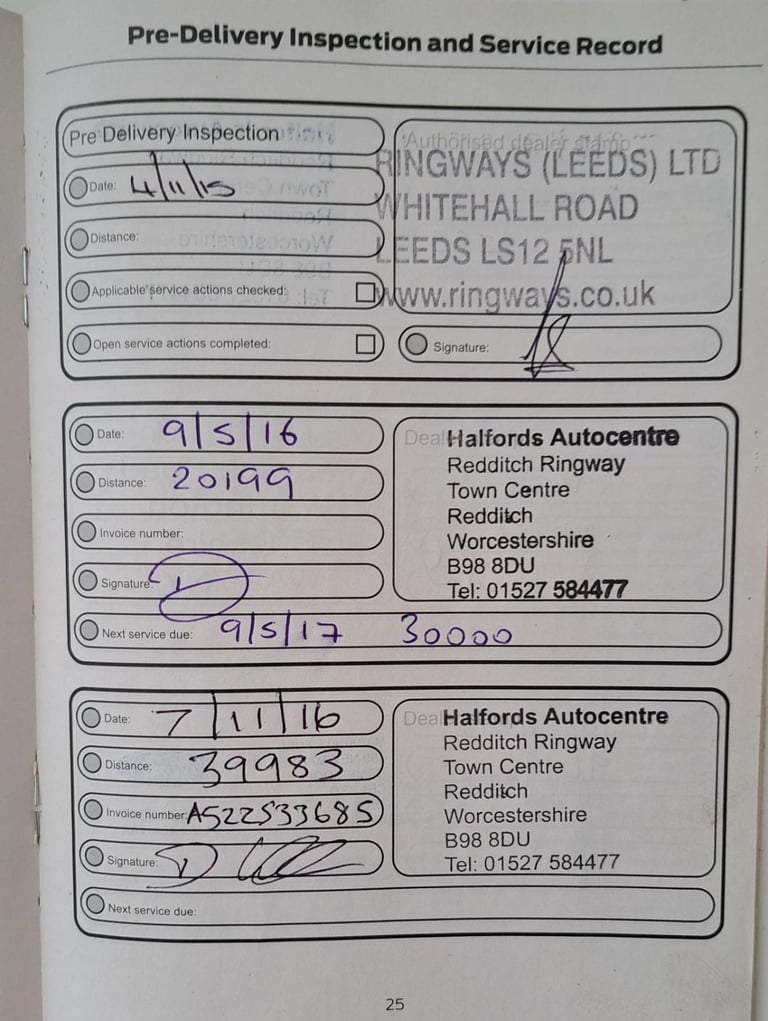 Pre-Delivery Inspection and Service Record
Pre Delivery Inspection
Date: 4/11/15
Distance:
Applicable service actions checked:
Open service actions completed:
Authorised dealer stamp
RINGWAYS (LEEDS) LTD
WHITEHALL ROAD
LEEDS LS12 5NL
www.ringways.co.uk
Signature:
Date: 9/5/16
Distance: 20199
Invoice number:
Signature:
Next service due: 9/5/17 30000
Halfords Autocentre
Redditch Ringway
Town Centre
Redditch
Worcestershire
B98 8DU
Tel: 01527 584477
Date: 7/11/16
Distance: 39983
Invoice number: A522533685
Signature:
Next service due:
Halfords Autocentre
Redditch Ringway
Town Centre
Redditch
Worcestershire
B98 8DU
Tel: 01527 584477
25